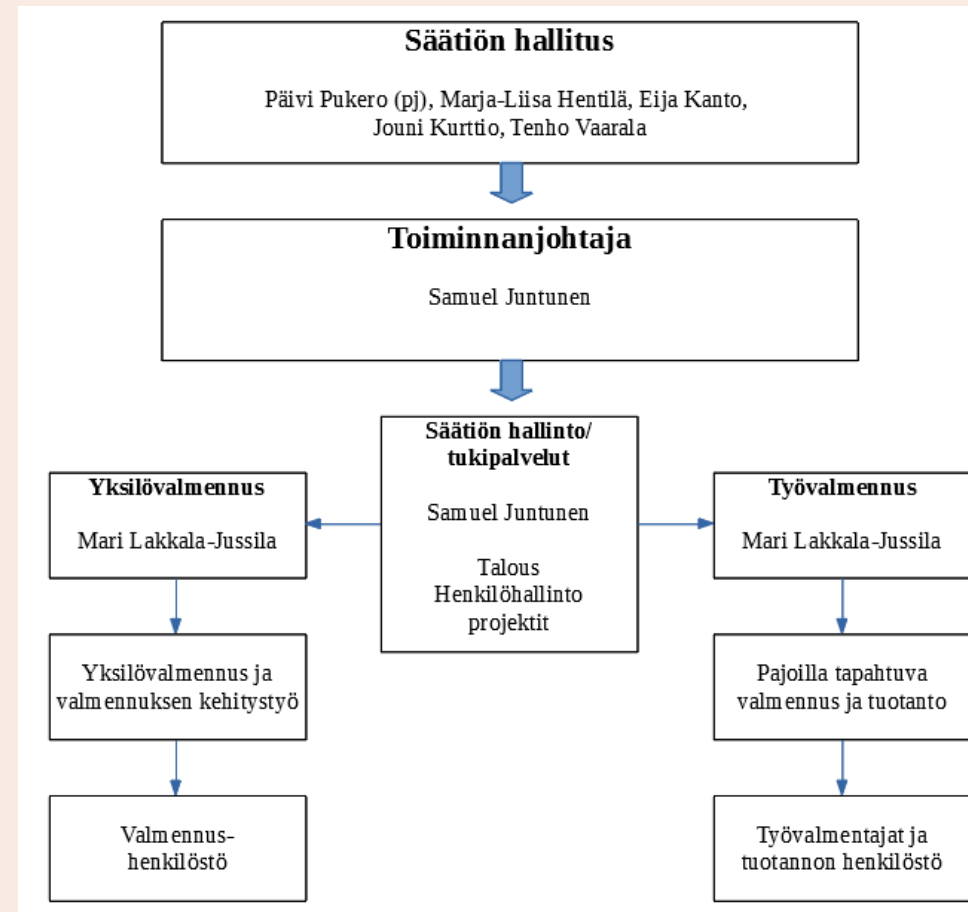 Säätiön hallitus
Päivi Pukero (pj), Marja-Liisa Hentilä, Eija Kanto,
Jouni Kurttio, Tenho Vaarala
Toiminnanjohtaja
Samuel Juntunen
Säätiön hallinto/
tukipalvelut
Samuel Juntunen
Talous
Henkilöhallinto
projektit
Yksilövalmennus
Mari Lakkala-Jussila
Yksilövalmennus ja
valmennuksen kehitystyö
Valmennus-
henkilöstö
Työvalmennus
Mari Lakkala-Jussila
Pajoilla tapahtuva
valmennus ja tuotanto
Työvalmentajat ja
tuotannon henkilöstö